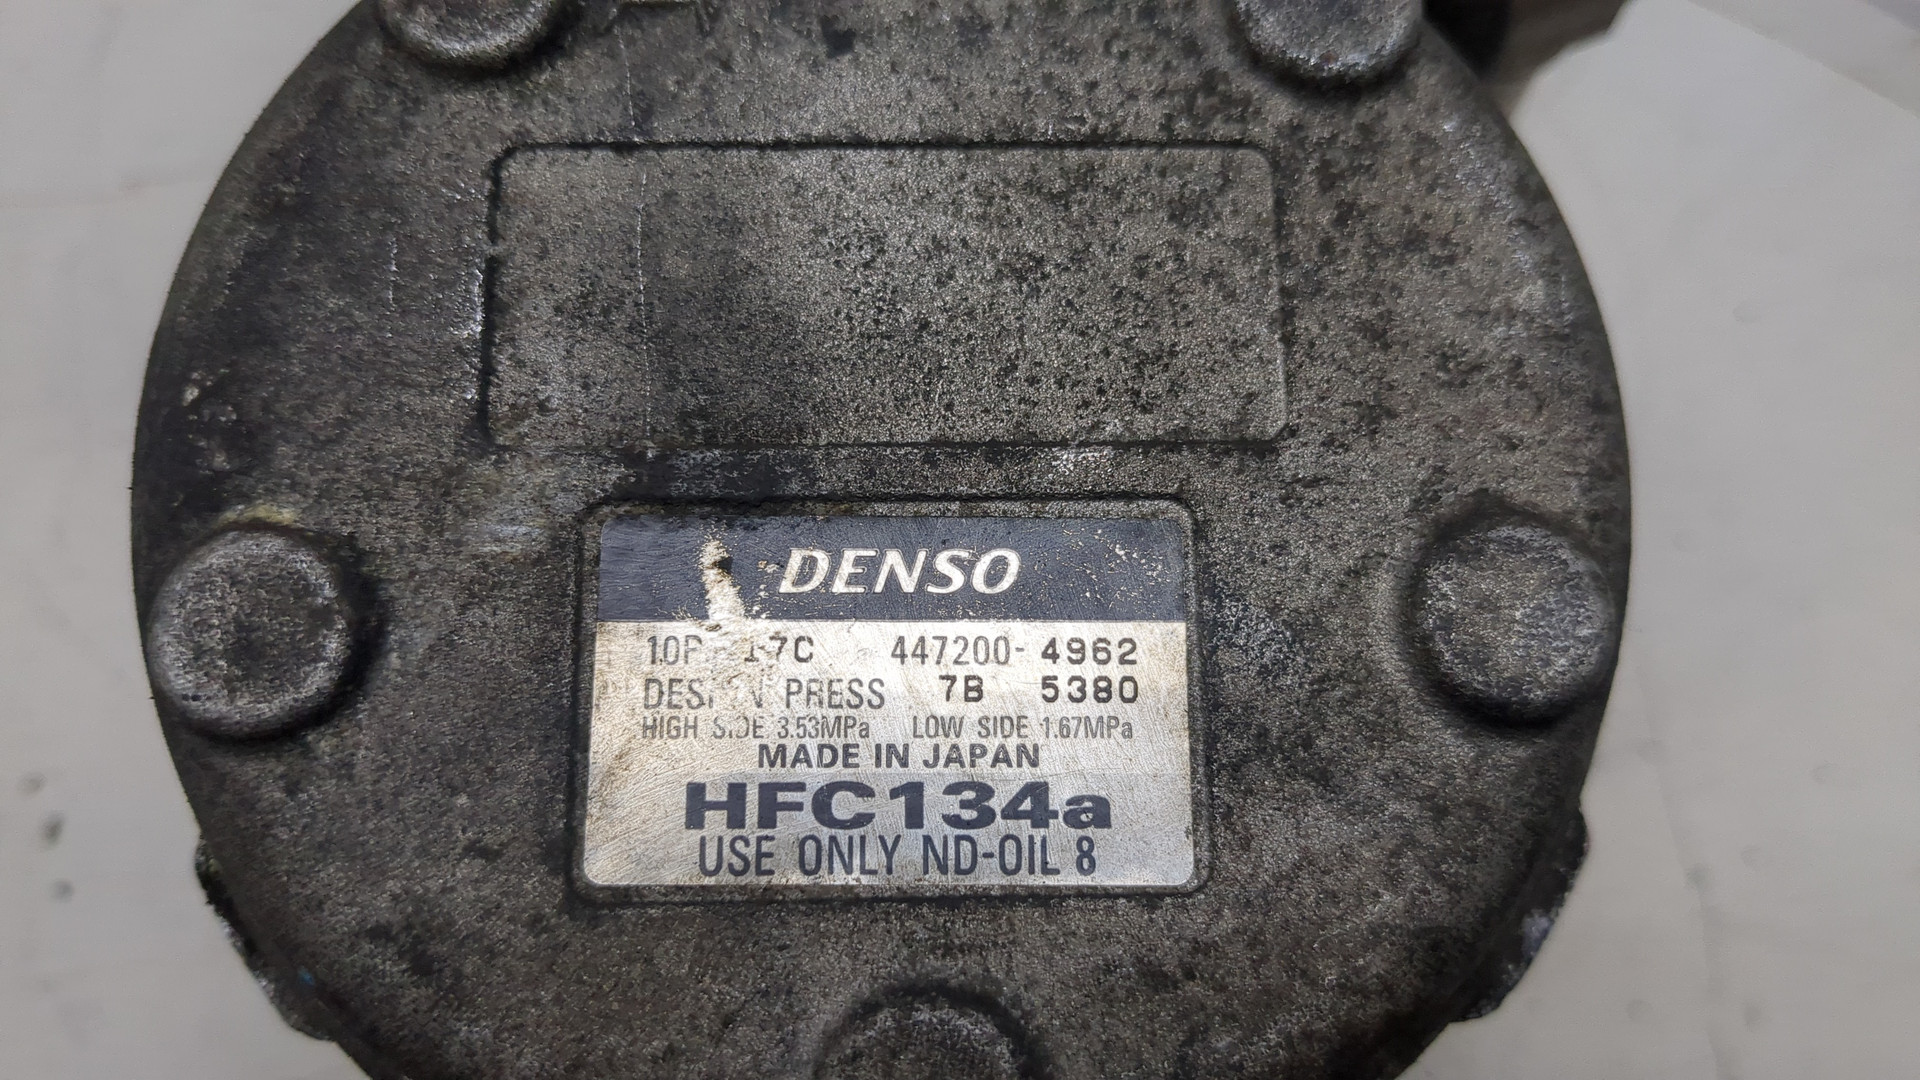 DENSO
17C 447200-4962
PRESS 7B 5380
HIGH SIDE 3.53MPa LOW SIDE 1.67MPa
MADE IN JAPAN
HFC134a
USE ONLY ND-OIL 8